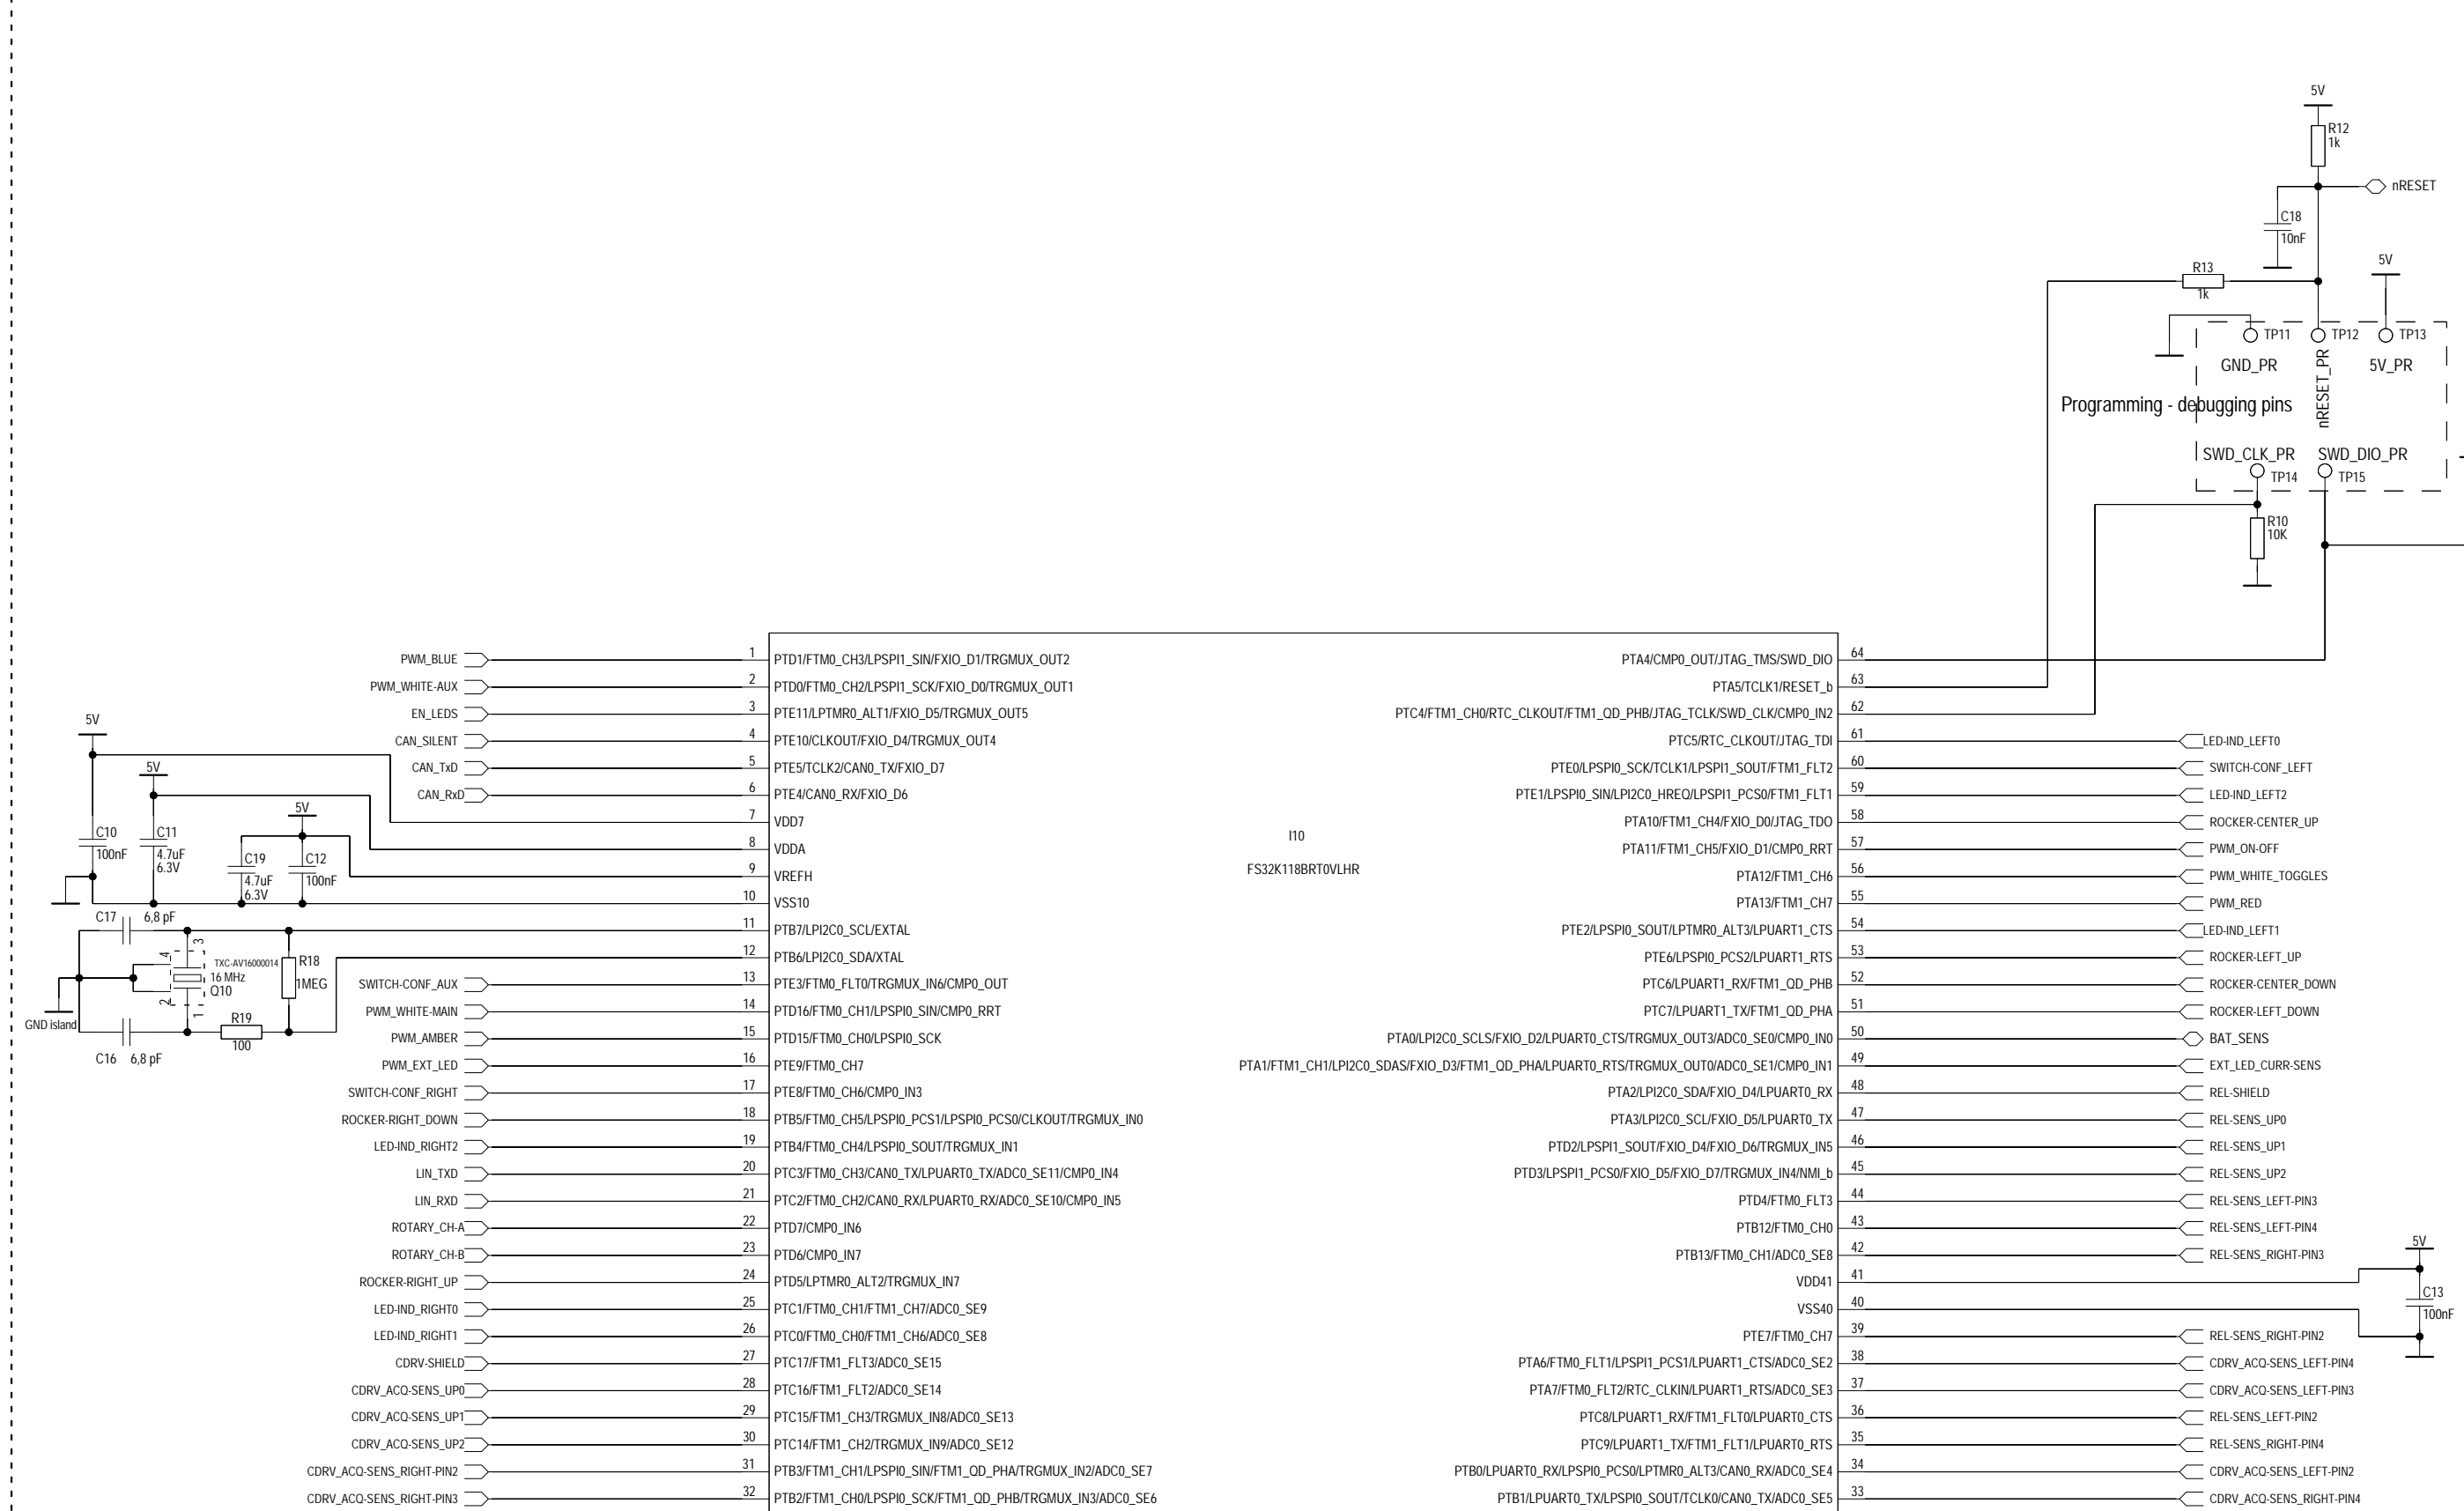 5V
R12
1k
nRESET
C18
10nF
5V
R13
1k
TP11
TP12
TP13
GND_PR
nRESET_PR
5V_PR
Programming - debugging pins
SWD_CLK_PR
SWD_DIO_PR
TP14
TP15
R10
10K
I10
FS32K118BRT0VLHR
PWM_BLUE 1 PTD1/FTM0_CH3/LPSPI1_SIN/FXIO_D1/TRGMUX_OUT2
PWM_WHITE-AUX 2 PTD0/FTM0_CH2/LPSPI1_SCK/FXIO_D0/TRGMUX_OUT1
EN_LEDS 3 PTE11/LPTMR0_ALT1/FXIO_D5/TRGMUX_OUT5
CAN_SILENT 4 PTE10/CLKOUT/FXIO_D4/TRGMUX_OUT4
CAN_TxD 5 PTE5/TCLK2/CAN0_TX/FXIO_D7
CAN_RxD 6 PTE4/CAN0_RX/FXIO_D6
7 VDD7
8 VDDA
9 VREFH
10 VSS10
11 PTB7/LPI2C0_SCL/EXTAL
12 PTB6/LPI2C0_SDA/XTAL
SWITCH-CONF_AUX 13 PTE3/FTM0_FLT0/TRGMUX_IN6/CMP0_OUT
PWM_WHITE-MAIN 14 PTD16/FTM0_CH1/LPSPI0_SIN/CMP0_RRT
PWM_AMBER 15 PTD15/FTM0_CH0/LPSPI0_SCK
PWM_EXT_LED 16 PTE9/FTM0_CH7
SWITCH-CONF_RIGHT 17 PTE8/FTM0_CH6/CMP0_IN3
ROCKER-RIGHT_DOWN 18 PTB5/FTM0_CH5/LPSPI0_PCS1/LPSPI0_PCS0/CLKOUT/TRGMUX_IN0
LED-IND_RIGHT2 19 PTB4/FTM0_CH4/LPSPI0_SOUT/TRGMUX_IN1
LIN_TXD 20 PTC3/FTM0_CH3/CAN0_TX/LPUART0_TX/ADC0_SE11/CMP0_IN4
LIN_RXD 21 PTC2/FTM0_CH2/CAN0_RX/LPUART0_RX/ADC0_SE10/CMP0_IN5
ROTARY_CH-A 22 PTD7/CMP0_IN6
ROTARY_CH-B 23 PTD6/CMP0_IN7
ROCKER-RIGHT_UP 24 PTD5/LPTMR0_ALT2/TRGMUX_IN7
LED-IND_RIGHT0 25 PTC1/FTM0_CH1/FTM1_CH7/ADC0_SE9
LED-IND_RIGHT1 26 PTC0/FTM0_CH0/FTM1_CH6/ADC0_SE8
CDRV-SHIELD 27 PTC17/FTM1_FLT3/ADC0_SE15
CDRV_ACQ-SENS_UP0 28 PTC16/FTM1_FLT2/ADC0_SE14
CDRV_ACQ-SENS_UP1 29 PTC15/FTM1_CH3/TRGMUX_IN8/ADC0_SE13
CDRV_ACQ-SENS_UP2 30 PTC14/FTM1_CH2/TRGMUX_IN9/ADC0_SE12
CDRV_ACQ-SENS_RIGHT-PIN2 31 PTB3/FTM1_CH1/LPSPI0_SIN/FTM1_QD_PHA/TRGMUX_IN2/ADC0_SE7
CDRV_ACQ-SENS_RIGHT-PIN3 32 PTB2/FTM1_CH0/LPSPI0_SCK/FTM1_QD_PHB/TRGMUX_IN3/ADC0_SE6
5V
C10
100nF
5V
C11
4.7uF
6.3V
C19
4.7uF
6.3V
5V
C12
100nF
C17 6,8 pF
TXC-AV16000014
16 MHz
Q10
4
3
2
1
R18
1MEG
R19
100
C16 6,8 pF
GND island
PTA4/CMP0_OUT/JTAG_TMS/SWD_DIO 64
PTA5/TCLK1/RESET_b 63
PTC4/FTM1_CH0/RTC_CLKOUT/FTM1_QD_PHB/JTAG_TCLK/SWD_CLK/CMP0_IN2 62
PTC5/RTC_CLKOUT/JTAG_TDI 61 LED-IND_LEFT0
PTE0/LPSPI0_SCK/TCLK1/LPSPI1_SOUT/FTM1_FLT2 60 SWITCH-CONF_LEFT
PTE1/LPSPI0_SIN/LPI2C0_HREQ/LPSPI1_PCS0/FTM1_FLT1 59 LED-IND_LEFT2
PTA10/FTM1_CH4/FXIO_D0/JTAG_TDO 58 ROCKER-CENTER_UP
PTA11/FTM1_CH5/FXIO_D1/CMP0_RRT 57 PWM_ON-OFF
PTA12/FTM1_CH6 56 PWM_WHITE_TOGGLES
PTA13/FTM1_CH7 55 PWM_RED
PTE2/LPSPI0_SOUT/LPTMR0_ALT3/LPUART1_CTS 54 LED-IND_LEFT1
PTE6/LPSPI0_PCS2/LPUART1_RTS 53 ROCKER-LEFT_UP
PTC6/LPUART1_RX/FTM1_QD_PHB 52 ROCKER-CENTER_DOWN
PTC7/LPUART1_TX/FTM1_QD_PHA 51 ROCKER-LEFT_DOWN
PTA0/LPI2C0_SCLS/FXIO_D2/LPUART0_CTS/TRGMUX_OUT3/ADC0_SE0/CMP0_IN0 50 BAT_SENS
PTA1/FTM1_CH1/LPI2C0_SDAS/FXIO_D3/FTM1_QD_PHA/LPUART0_RTS/TRGMUX_OUT0/ADC0_SE1/CMP0_IN1 49 EXT_LED_CURR-SENS
PTA2/LPI2C0_SDA/FXIO_D4/LPUART0_RX 48 REL-SHIELD
PTA3/LPI2C0_SCL/FXIO_D5/LPUART0_TX 47 REL-SENS_UP0
PTD2/LPSPI1_SOUT/FXIO_D4/FXIO_D6/TRGMUX_IN5 46 REL-SENS_UP1
PTD3/LPSPI1_PCS0/FXIO_D5/FXIO_D7/TRGMUX_IN4/NMI_b 45 REL-SENS_UP2
PTD4/FTM0_FLT3 44 REL-SENS_LEFT-PIN3
PTB12/FTM0_CH0 43 REL-SENS_LEFT-PIN4
PTB13/FTM0_CH1/ADC0_SE8 42 REL-SENS_RIGHT-PIN3
VDD41 41
VSS40 40
PTE7/FTM0_CH7 39 REL-SENS_RIGHT-PIN2
PTA6/FTM0_FLT1/LPSPI1_PCS1/LPUART1_CTS/ADC0_SE2 38 CDRV_ACQ-SENS_LEFT-PIN4
PTA7/FTM0_FLT2/RTC_CLKIN/LPUART1_RTS/ADC0_SE3 37 CDRV_ACQ-SENS_LEFT-PIN3
PTC8/LPUART1_RX/FTM1_FLT0/LPUART0_CTS 36 REL-SENS_LEFT-PIN2
PTC9/LPUART1_TX/FTM1_FLT1/LPUART0_RTS 35 REL-SENS_RIGHT-PIN4
PTB0/LPUART0_RX/LPSPI0_PCS0/LPTMR0_ALT3/CAN0_RX/ADC0_SE4 34 CDRV_ACQ-SENS_LEFT-PIN2
PTB1/LPUART0_TX/LPSPI0_SOUT/TCLK0/CAN0_TX/ADC0_SE5 33 CDRV_ACQ-SENS_RIGHT-PIN4
5V
C13
100nF